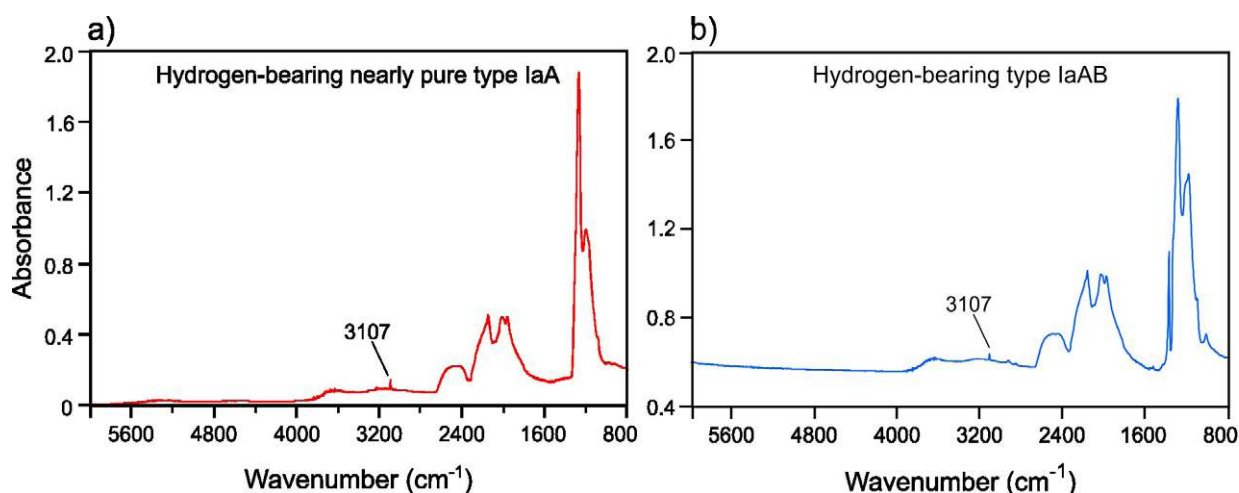 a)
Hydrogen-bearing nearly pure type IaA
2.0
1.6
1.2
0.8
0.4
0
Absorbance
3107
5600 4800 4000 3200 2400 1600 800
Wavenumber (cm⁻¹)
b)
Hydrogen-bearing type IaAB
2.0
1.6
1.2
0.8
0.4
3107
5600 4800 4000 3200 2400 1600 800
Wavenumber (cm⁻¹)